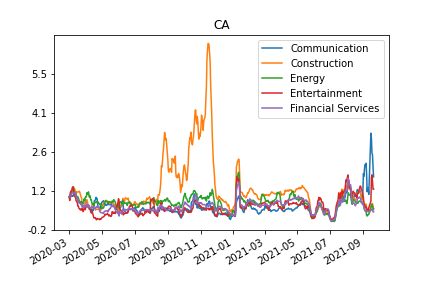 CA
Communication
Construction
Energy
Entertainment
Financial Services
5.5
4.1
2.6
1.2
-0.2
2020-03
2020-05
2020-07
2020-09
2020-11
2021-01
2021-03
2021-05
2021-07
2021-09